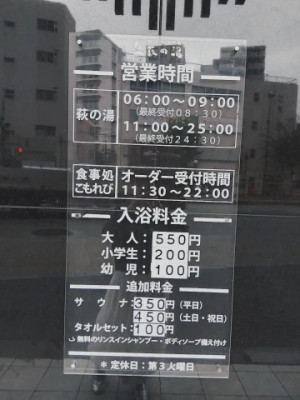 萩の湯
営業時間
萩の湯
06:00〜09:00
(最終受付08:30)
11:00〜25:00
(最終受付24:30)
食事処
こもれび
オーダー受付時間
11:30〜22:00
入浴料金
大人:550円
小学生:200円
幼児:100円
追加料金
サウナ:350円(平日)
450円(土日・祝日)
タオルセット:100円
無料のリンスインシャンプー・ボディソープ備え付け
*定休日:第3火曜日